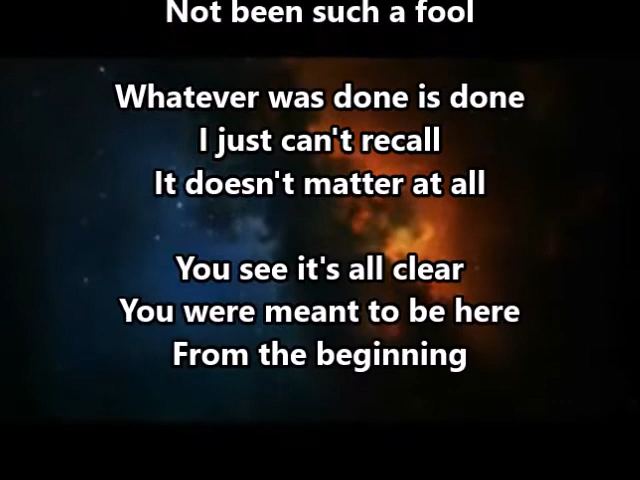 Not been such a fool
Whatever was done is done
I just can't recall
It doesn't matter at all
You see it's all clear
You were meant to be here
From the beginning